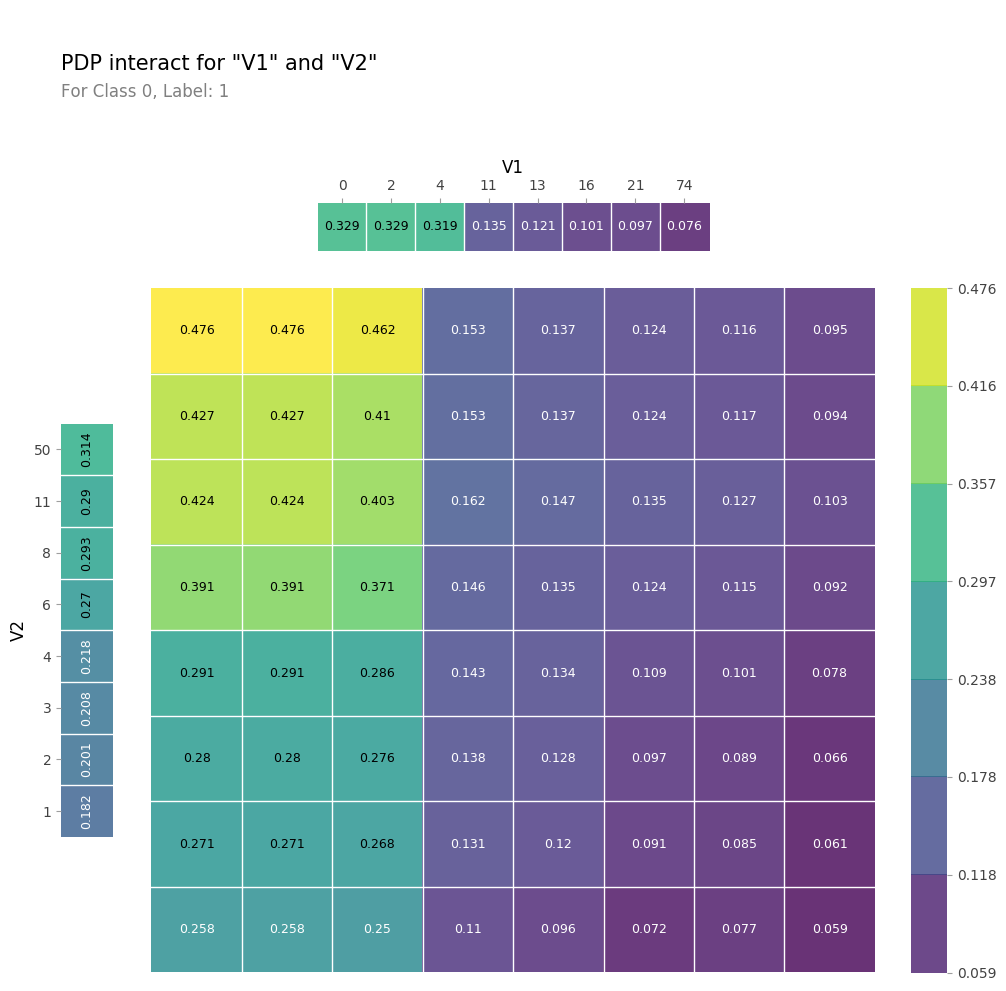 PDP interact for "V1" and "V2"
For Class 0, Label: 1
V1
0 2 4 11 13 16 21 74
0.329 0.329 0.319 0.135 0.121 0.101 0.097 0.076
V2
50 11 8 6 4 3 2 1
0.314 0.29 0.293 0.27 0.218 0.208 0.201 0.182
0.476 0.476 0.462 0.153 0.137 0.124 0.116 0.095
0.427 0.427 0.41 0.153 0.137 0.124 0.117 0.094
0.424 0.424 0.403 0.162 0.147 0.135 0.127 0.103
0.391 0.391 0.371 0.146 0.135 0.124 0.115 0.092
0.291 0.291 0.286 0.143 0.134 0.109 0.101 0.078
0.28 0.28 0.276 0.138 0.128 0.097 0.089 0.066
0.271 0.271 0.268 0.131 0.12 0.091 0.085 0.061
0.258 0.258 0.25 0.11 0.096 0.072 0.077 0.059
0.476
0.416
0.357
0.297
0.238
0.178
0.118
0.059